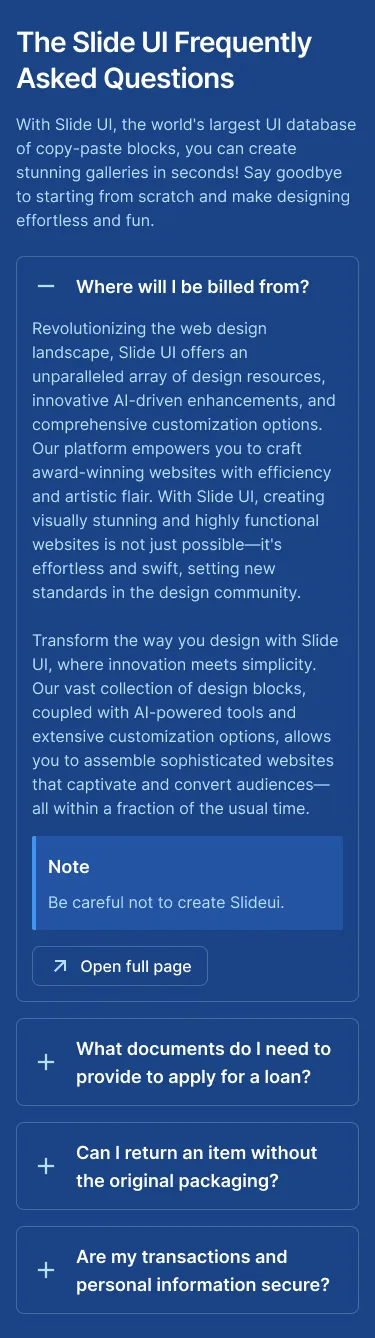 The Slide UI Frequently
Asked Questions
With Slide UI, the world's largest UI database
of copy-paste blocks, you can create
stunning galleries in seconds! Say goodbye
to starting from scratch and make designing
effortless and fun.
Where will I be billed from?
Revolutionizing the web design
landscape, Slide UI offers an
unparalleled array of design resources,
innovative AI-driven enhancements, and
comprehensive customization options.
Our platform empowers you to craft
award-winning websites with efficiency
and artistic flair. With Slide UI, creating
visually stunning and highly functional
websites is not just possible—it's
effortless and swift, setting new
standards in the design community.
Transform the way you design with Slide
UI, where innovation meets simplicity.
Our vast collection of design blocks,
coupled with AI-powered tools and
extensive customization options, allows
you to assemble sophisticated websites
that captivate and convert audiences—
all within a fraction of the usual time.
Note
Be careful not to create Slideui.
Open full page
What documents do I need to
provide to apply for a loan?
Can I return an item without
the original packaging?
Are my transactions and
personal information secure?